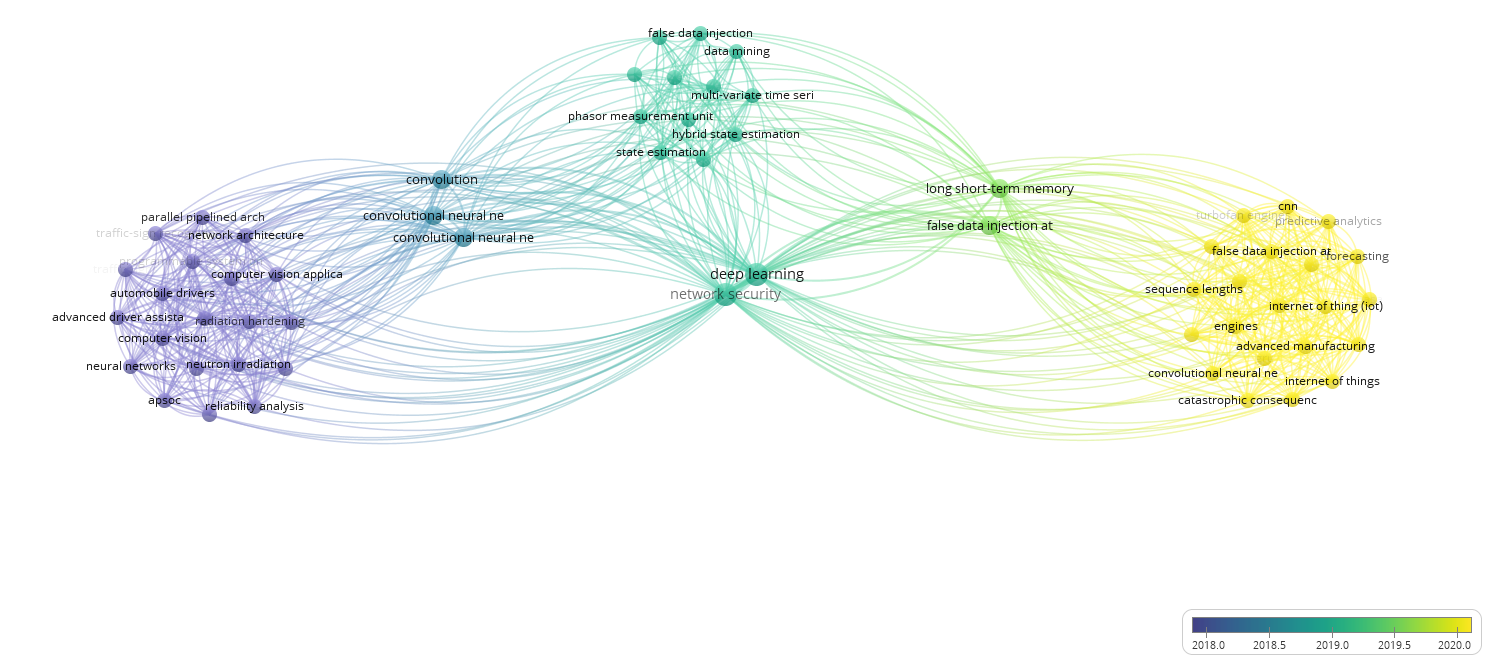 false data injection
data mining
multi-variate time seri
phasor measurement unit
hybrid state estimation
state estimation
convolution
convolutional neural ne
convolutional neural ne
long short-term memory
false data injection at
deep learning
network security
parallel pipelined arch
network architecture
computer vision applica
automobile drivers
advanced driver assista
radiation hardening
computer vision
neural networks
neutron irradiation
apsoc
reliability analysis
cnn
turbofan engines
predictive analytics
false data injection at
forecasting
sequence lengths
internet of thing (iot)
engines
advanced manufacturing
convolutional neural ne
internet of things
catastrophic consequenc
2018.0
2018.5
2019.0
2019.5
2020.0